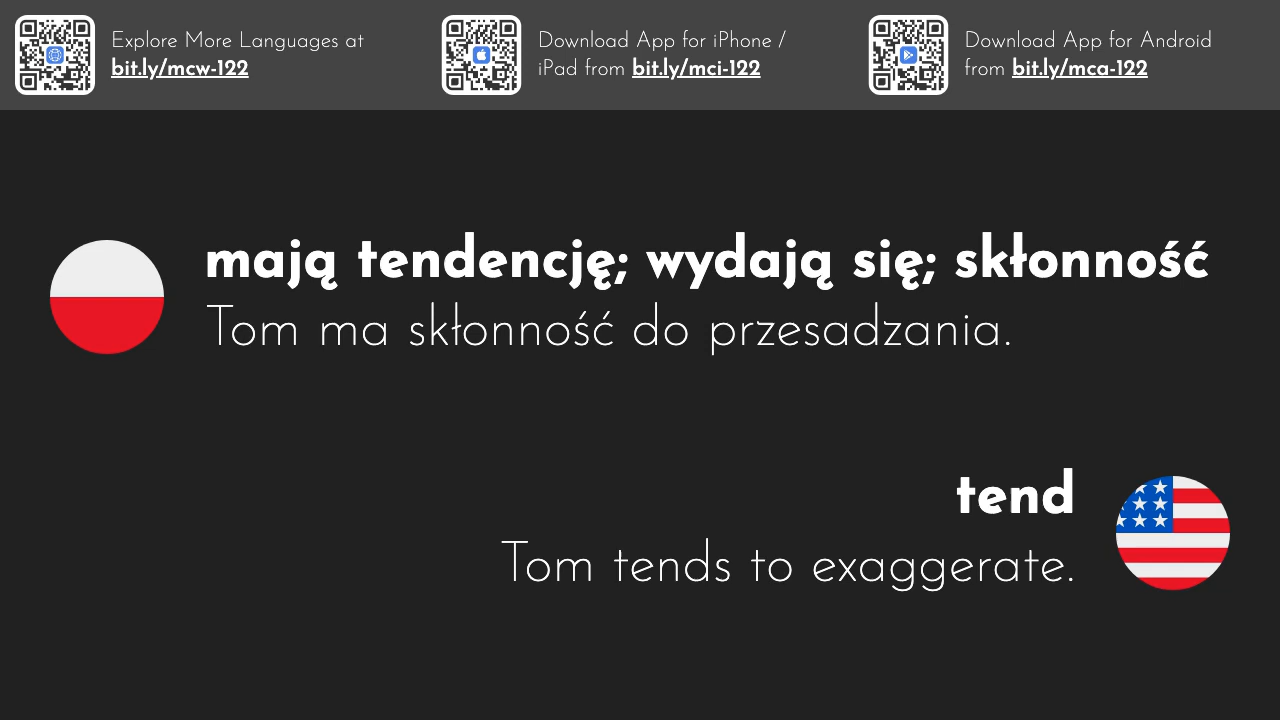 Explore More Languages at
bit.ly/mcw-122
Download App for iPhone /
iPad from bit.ly/mci-122
Download App for Android
from bit.ly/mca-122
mają tendencję; wydają się; skłonność
Tom ma skłonność do przesadzania.
tend
Tom tends to exaggerate.